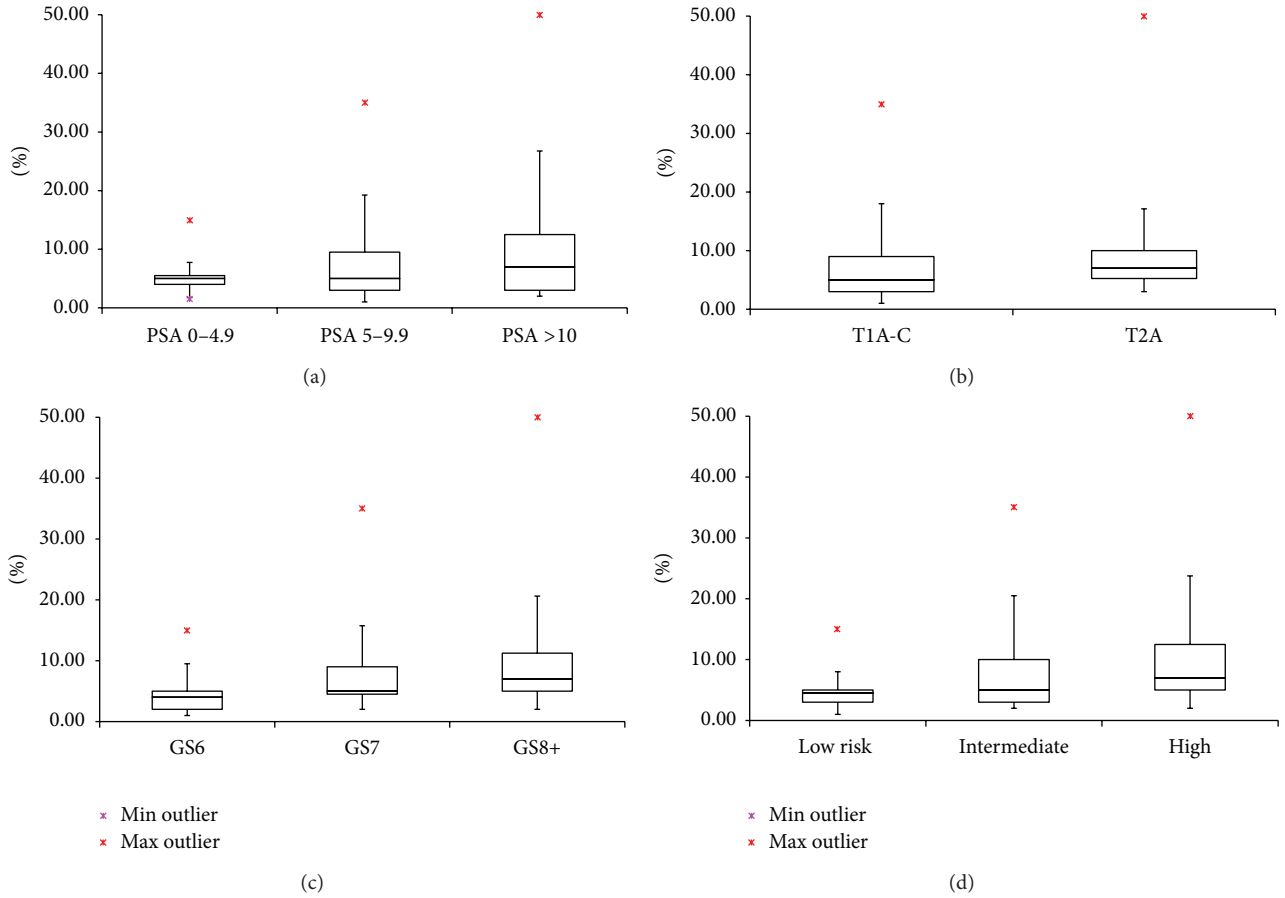 50.00
40.00
30.00
20.00
10.00
0.00
(%)
PSA 0–4.9 PSA 5–9.9 PSA >10
(a)
50.00
40.00
30.00
20.00
10.00
0.00
(%)
T1A-C T2A
(b)
50.00
40.00
30.00
20.00
10.00
0.00
(%)
GS6 GS7 GS8+
Min outlier
Max outlier
(c)
50.00
40.00
30.00
20.00
10.00
0.00
(%)
Low risk Intermediate High
Min outlier
Max outlier
(d)